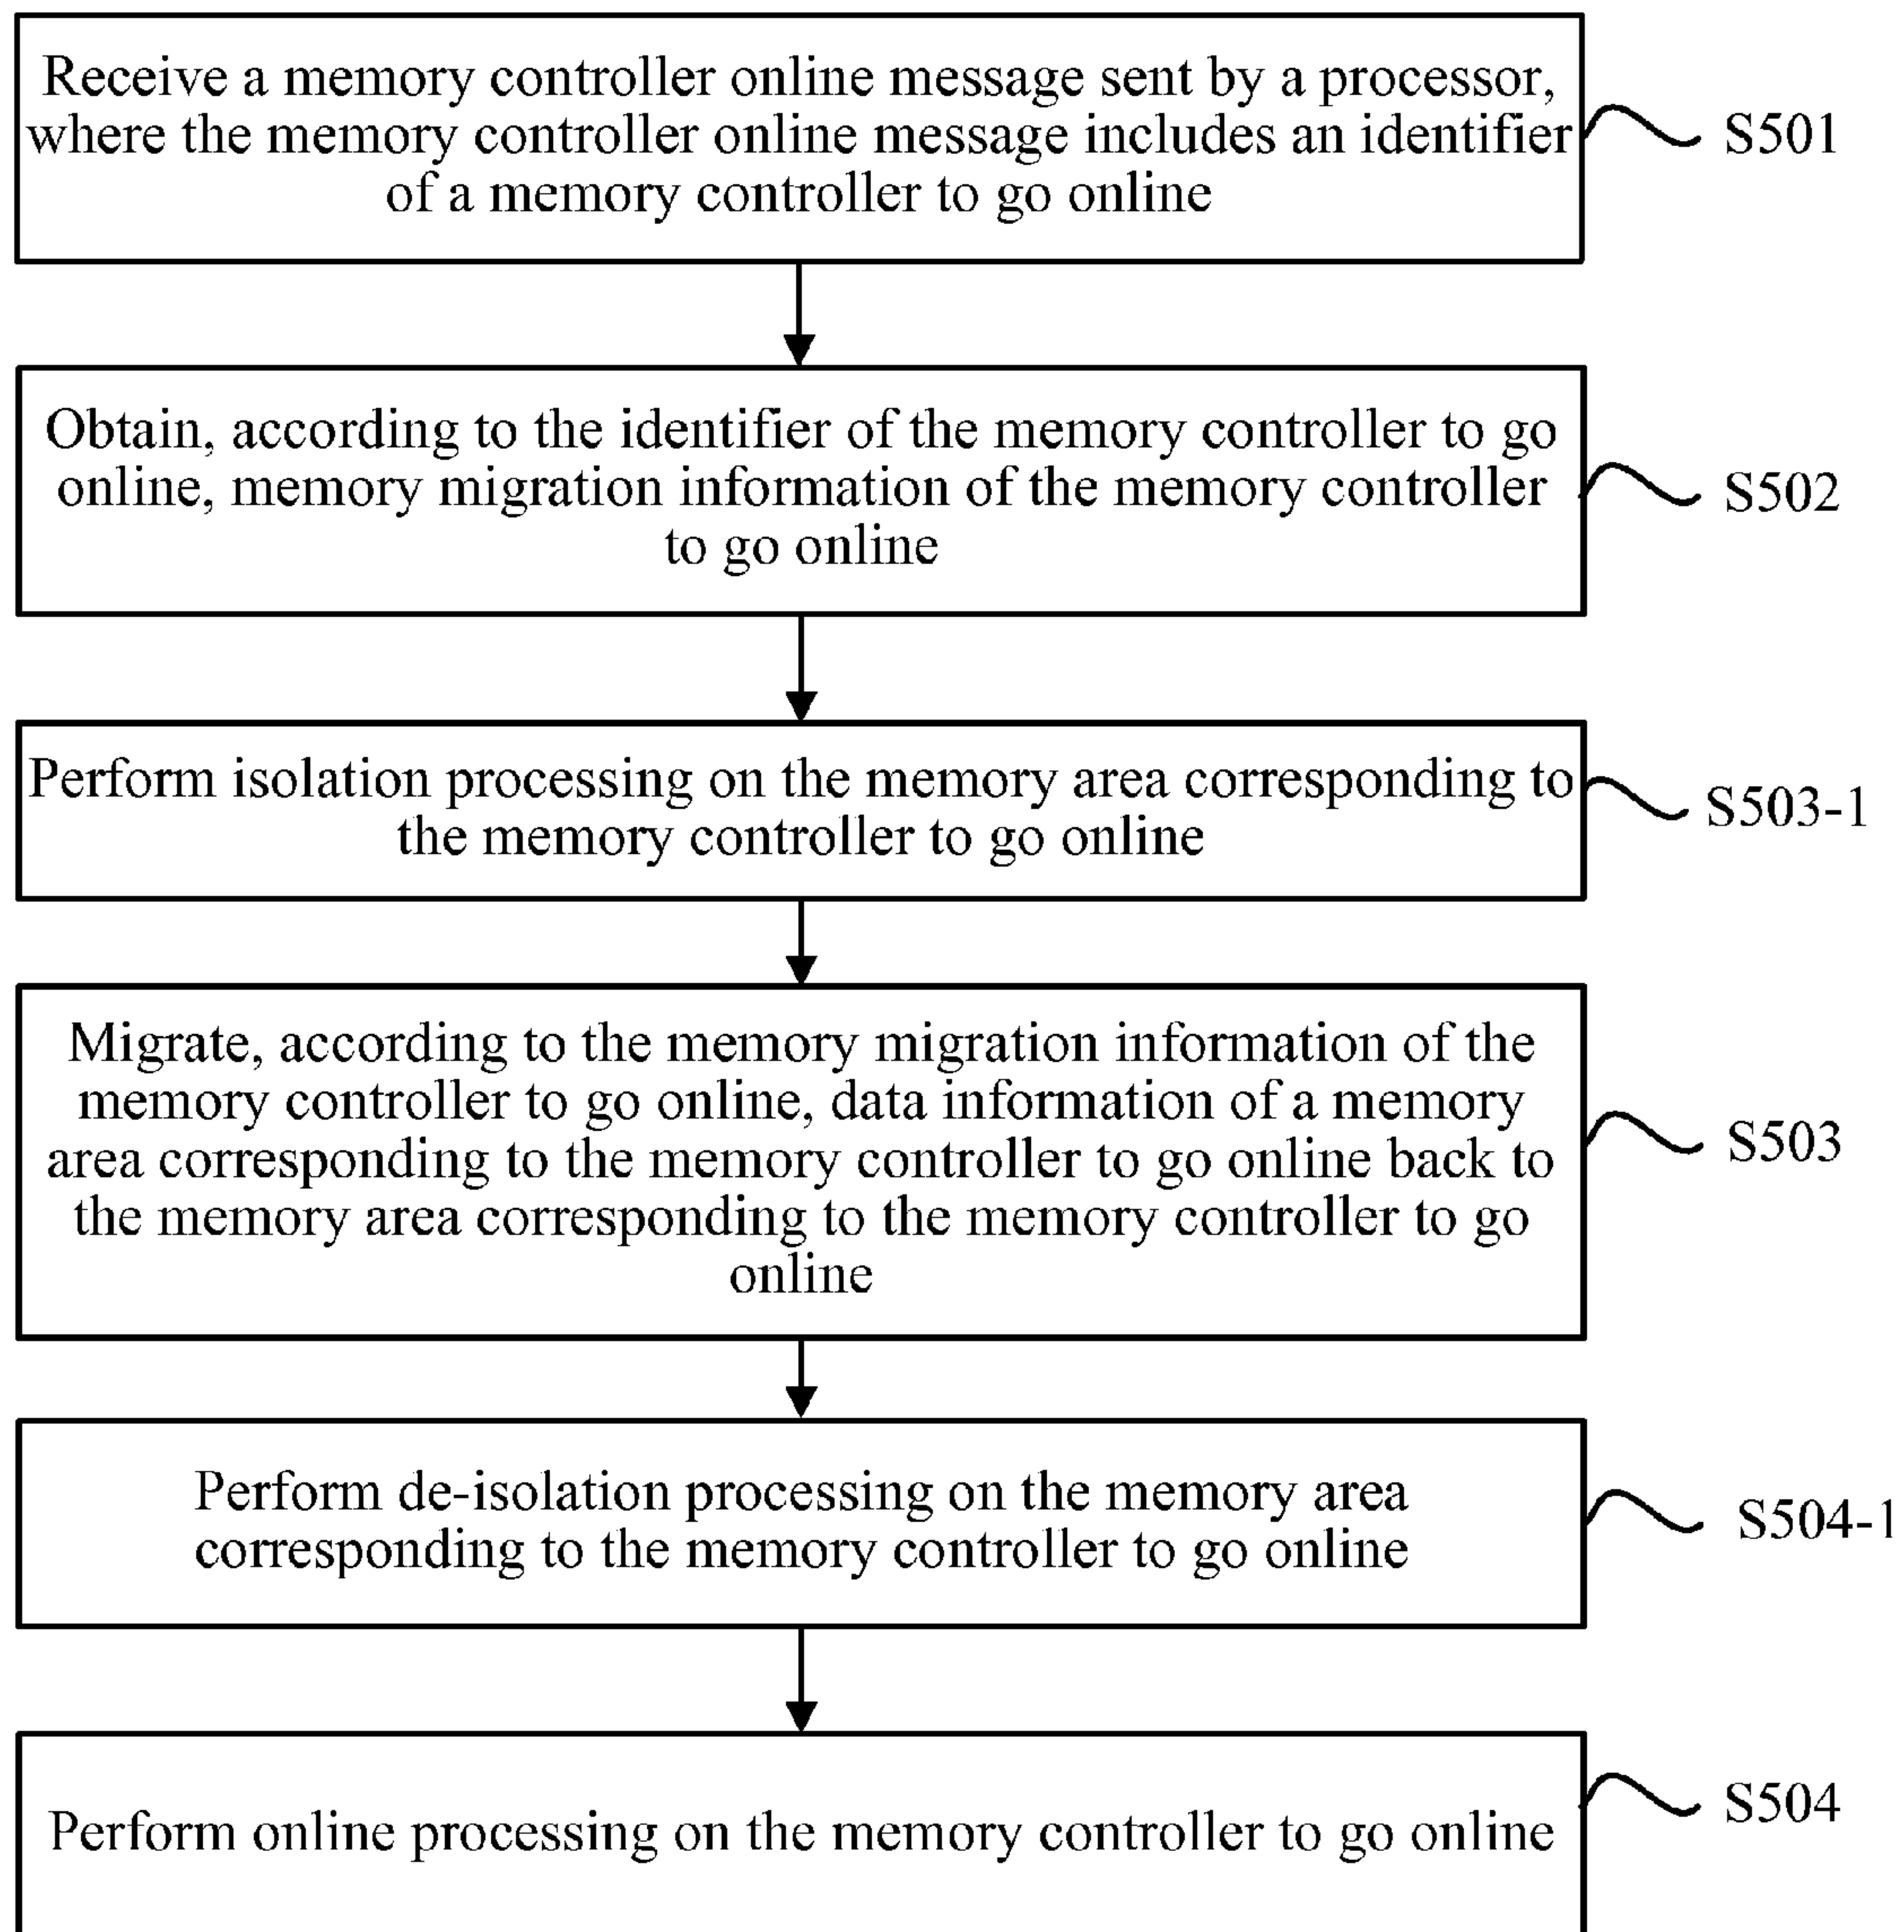 Receive a memory controller online message sent by a processor,
where the memory controller online message includes an identifier
of a memory controller to go online
S501
Obtain, according to the identifier of the memory controller to go
online, memory migration information of the memory controller
to go online
S502
Perform isolation processing on the memory area corresponding to
the memory controller to go online
S503-1
Migrate, according to the memory migration information of the
memory controller to go online, data information of a memory
area corresponding to the memory controller to go online back to
the memory area corresponding to the memory controller to go
online
S503
Perform de-isolation processing on the memory area
corresponding to the memory controller to go online
S504-1
Perform online processing on the memory controller to go online
S504